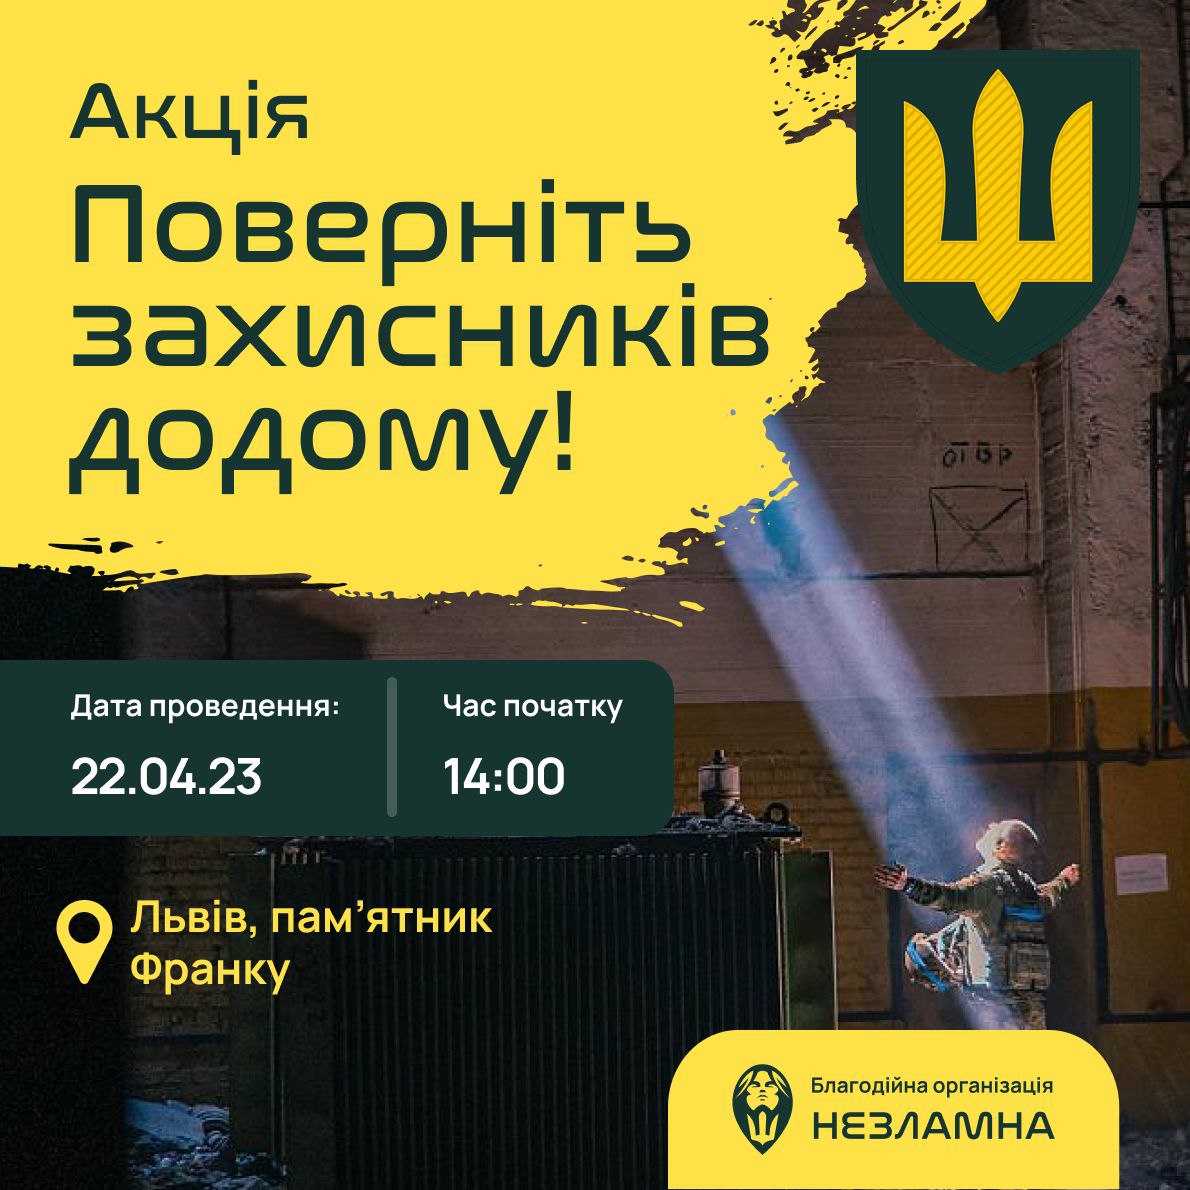 Акція
Поверніть
захисників
додому!
отвр
Дата проведення:
22.04.23
Час початку
14:00
Львів, пам’ятник
Франку
Благодійна організація
НЕЗЛАМНА